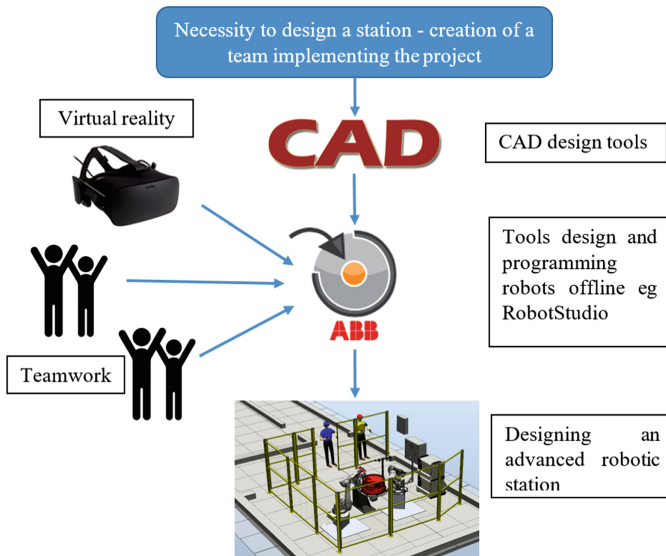 Necessity to design a station - creation of a
team implementing the project
Virtual reality
CAD
CAD design tools
Tools design and
programming
robots offline eg
RobotStudio
ABB
Teamwork
Designing an
advanced robotic
station